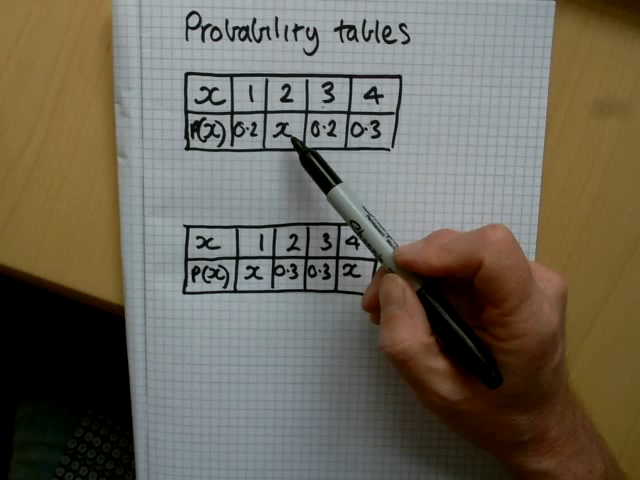 Probability tables
x 1 2 3 4
P(x) 0.2 x 0.2 0.3
x 1 2 3 4
P(x) x 0.3 0.3 x
Sharpie